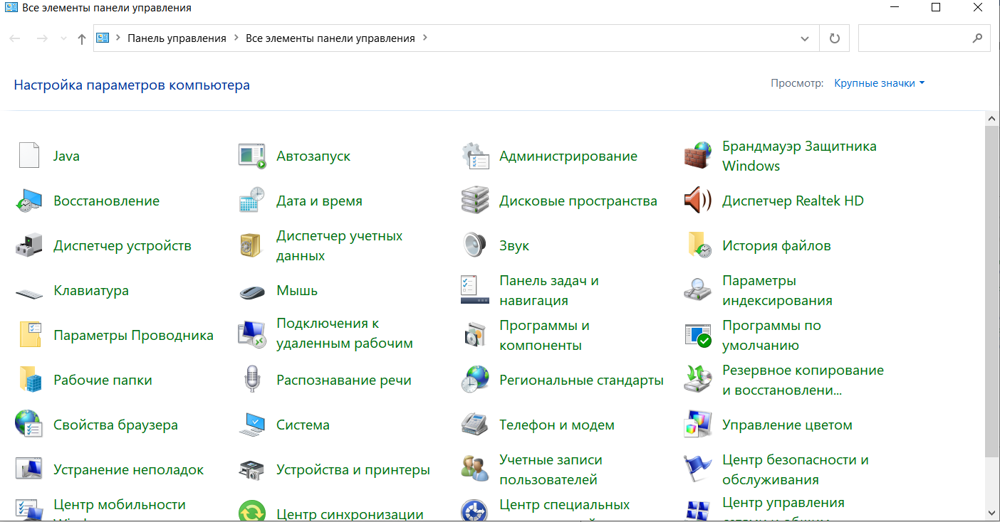 Все элементы панели управления
Панель управления
Все элементы панели управления
Настройка параметров компьютера
Просмотр: Крупные значки
Java
Автозапуск
Администрирование
Брандмауэр Защитника
Windows
Восстановление
Дата и время
Дисковые пространства
Диспетчер Realtek HD
Диспетчер устройств
Диспетчер учетных
данных
Звук
История файлов
Клавиатура
Мышь
Панель задач и
навигация
Параметры
индексирования
Параметры Проводника
Подключения к
удаленным рабочим
Программы и
компоненты
Программы по
умолчанию
Рабочие папки
Распознавание речи
Региональные стандарты
Резервное копирование
и восстановлени...
Свойства браузера
Система
Телефон и модем
Управление цветом
Устранение неполадок
Устройства и принтеры
Учетные записи
пользователей
Центр безопасности и
обслуживания
Центр мобильности
Центр синхронизации
Центр специальных
Центр управления